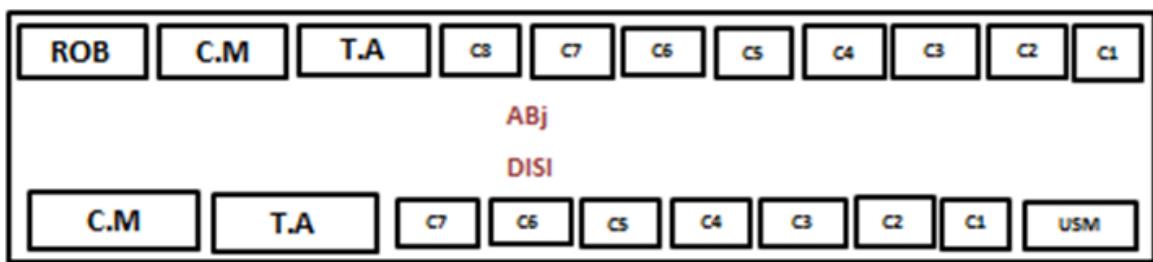 ROB C.M T.A C8 C7 C6 C5 C4 C3 C2 C1
ABj
DISI
C.M T.A C7 C6 C5 C4 C3 C2 C1 USM